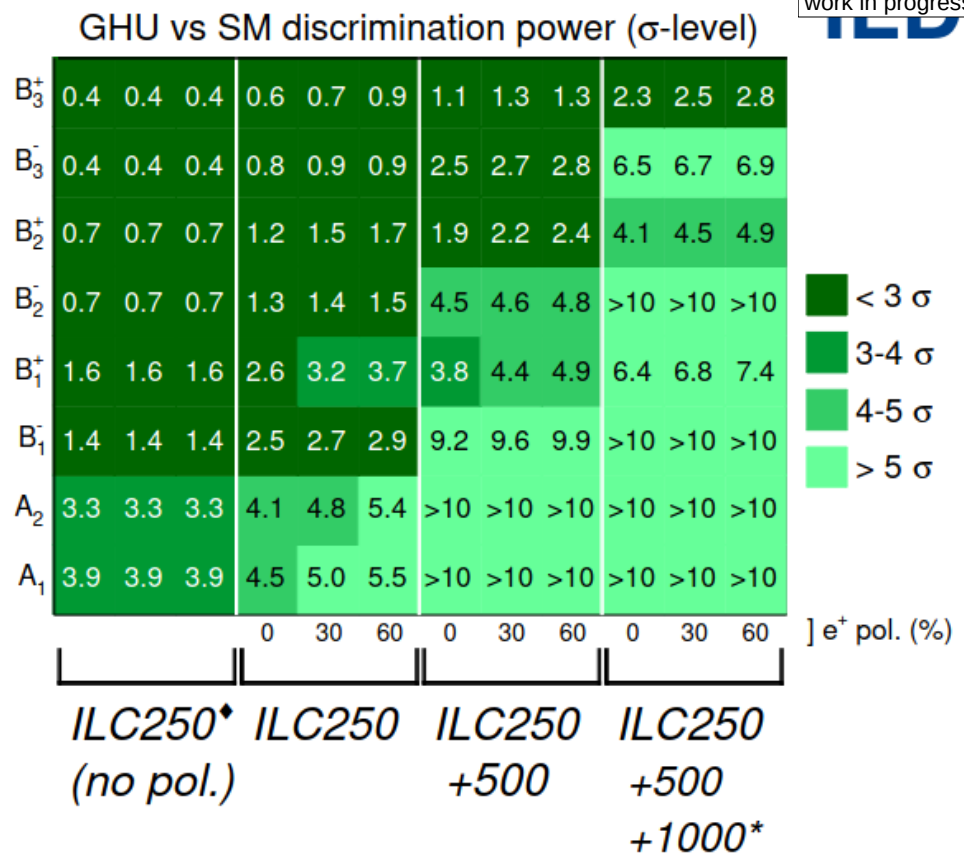 work in progress
GHU vs SM discrimination power (σ-level)
B₃⁺ 0.4 0.4 0.4 0.6 0.7 0.9 1.1 1.3 1.3 2.3 2.5 2.8
B₃⁻ 0.4 0.4 0.4 0.8 0.9 0.9 2.5 2.7 2.8 6.5 6.7 6.9
B₂⁺ 0.7 0.7 0.7 1.2 1.5 1.7 1.9 2.2 2.4 4.1 4.5 4.9
B₂⁻ 0.7 0.7 0.7 1.3 1.4 1.5 4.5 4.6 4.8 >10 >10 >10
B₁⁺ 1.6 1.6 1.6 2.6 3.2 3.7 3.8 4.4 4.9 6.4 6.8 7.4
B₁⁻ 1.4 1.4 1.4 2.5 2.7 2.9 9.2 9.6 9.9 >10 >10 >10
A₂ 3.3 3.3 3.3 4.1 4.8 5.4 >10 >10 >10 >10 >10 >10
A₁ 3.9 3.9 3.9 4.5 5.0 5.5 >10 >10 >10 >10 >10 >10
< 3 σ
3-4 σ
4-5 σ
> 5 σ
0 30 60 0 30 60 0 30 60 ] e⁺ pol. (%)
ILC250♦ ILC250 ILC250 ILC250
(no pol.) +500 +500
+1000*